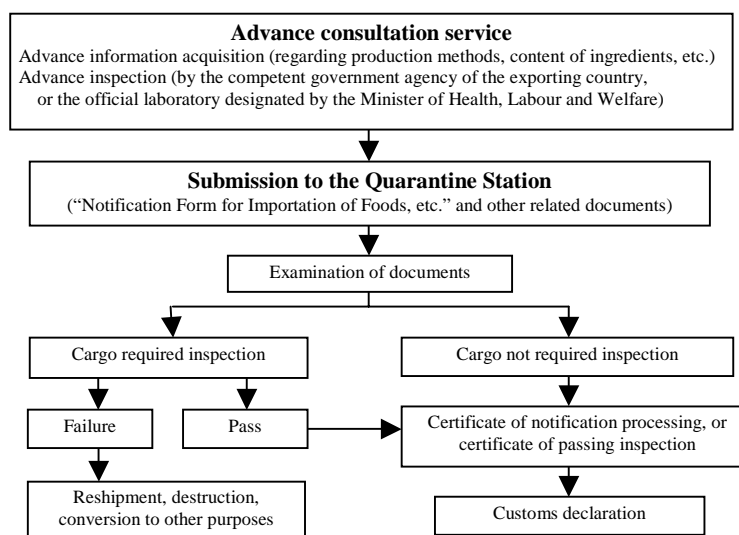 Advance consultation service
Advance information acquisition (regarding production methods, content of ingredients, etc.)
Advance inspection (by the competent government agency of the exporting country,
or the official laboratory designated by the Minister of Health, Labour and Welfare)
Submission to the Quarantine Station
(“Notification Form for Importation of Foods, etc.” and other related documents)
Examination of documents
Cargo required inspection
Cargo not required inspection
Failure
Pass
Certificate of notification processing, or
certificate of passing inspection
Reshipment, destruction,
conversion to other purposes
Customs declaration